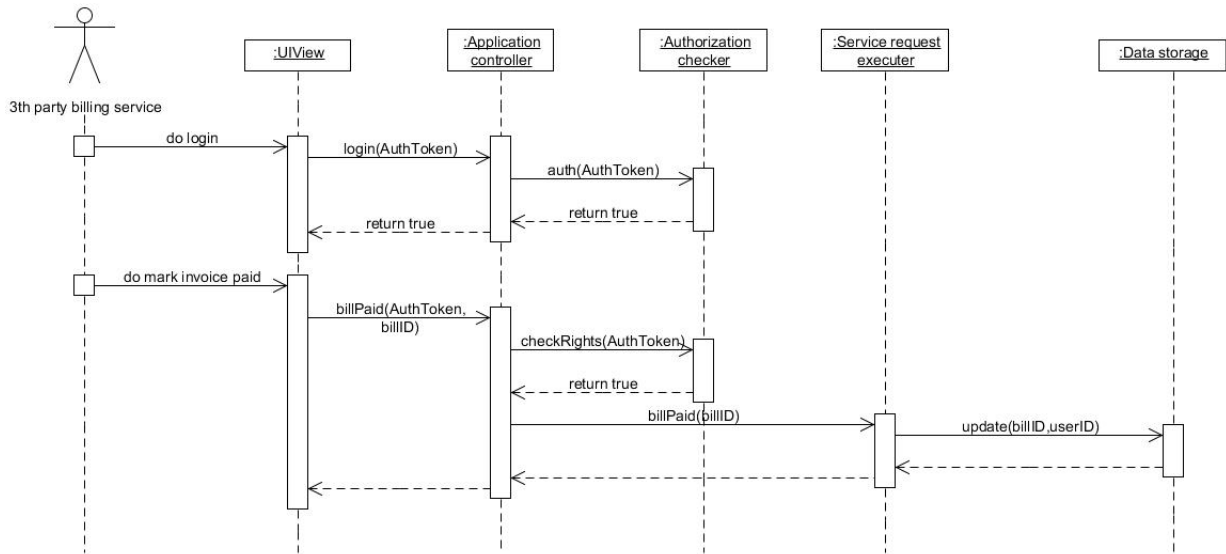 :UIView
:Application
controller
:Authorization
checker
:Service request
executer
:Data storage
3th party billing service
do login
login(AuthToken)
auth(AuthToken)
return true
return true
do mark invoice paid
billPaid(AuthToken,
billID)
checkRights(AuthToken)
return true
billPaid(billID)
update(billID,userID)